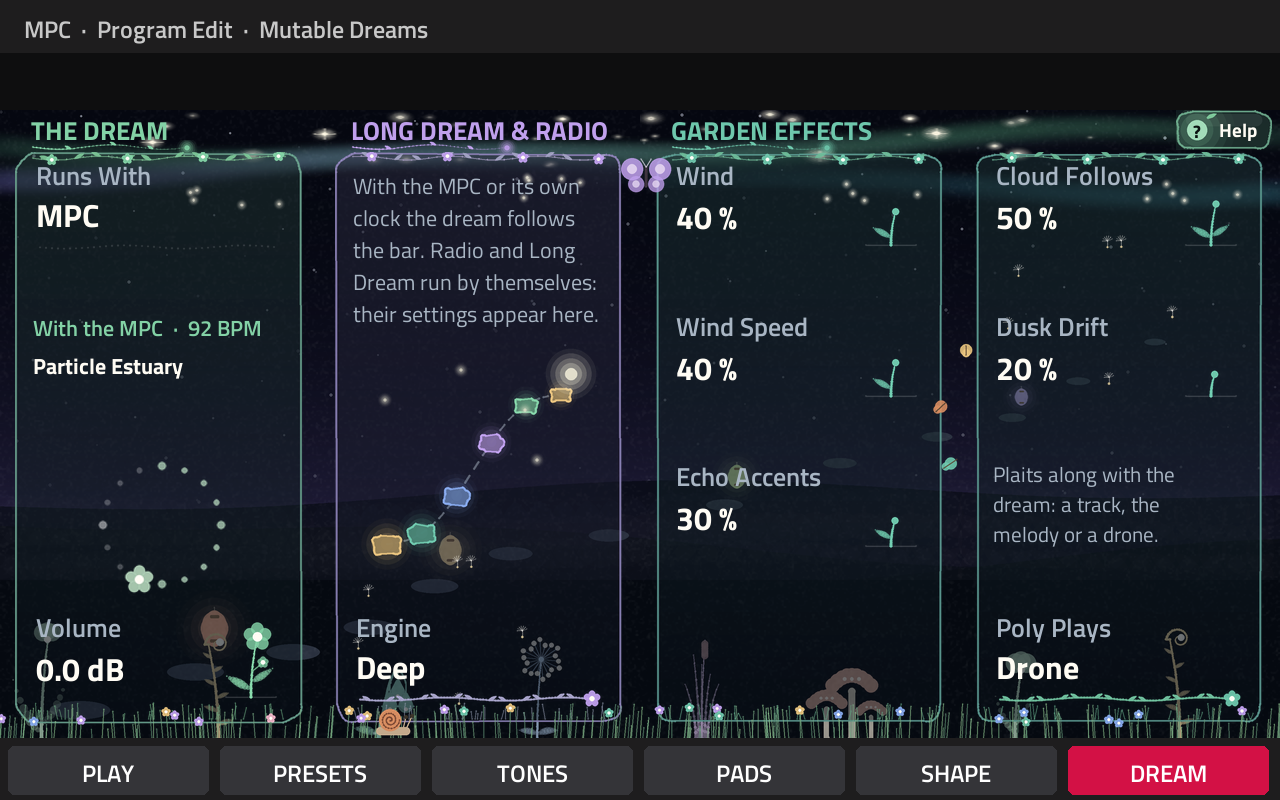 MPC · Program Edit · Mutable Dreams
THE DREAM
LONG DREAM & RADIO
GARDEN EFFECTS
? Help
Runs With
MPC
With the MPC · 92 BPM
Particle Estuary
Volume
0.0 dB
With the MPC or its own
clock the dream follows
the bar. Radio and Long
Dream run by themselves:
their settings appear here.
Engine
Deep
Wind
40 %
Wind Speed
40 %
Echo Accents
30 %
Cloud Follows
50 %
Dusk Drift
20 %
Plaits along with the
dream: a track, the
melody or a drone.
Poly Plays
Drone
PLAY
PRESETS
TONES
PADS
SHAPE
DREAM